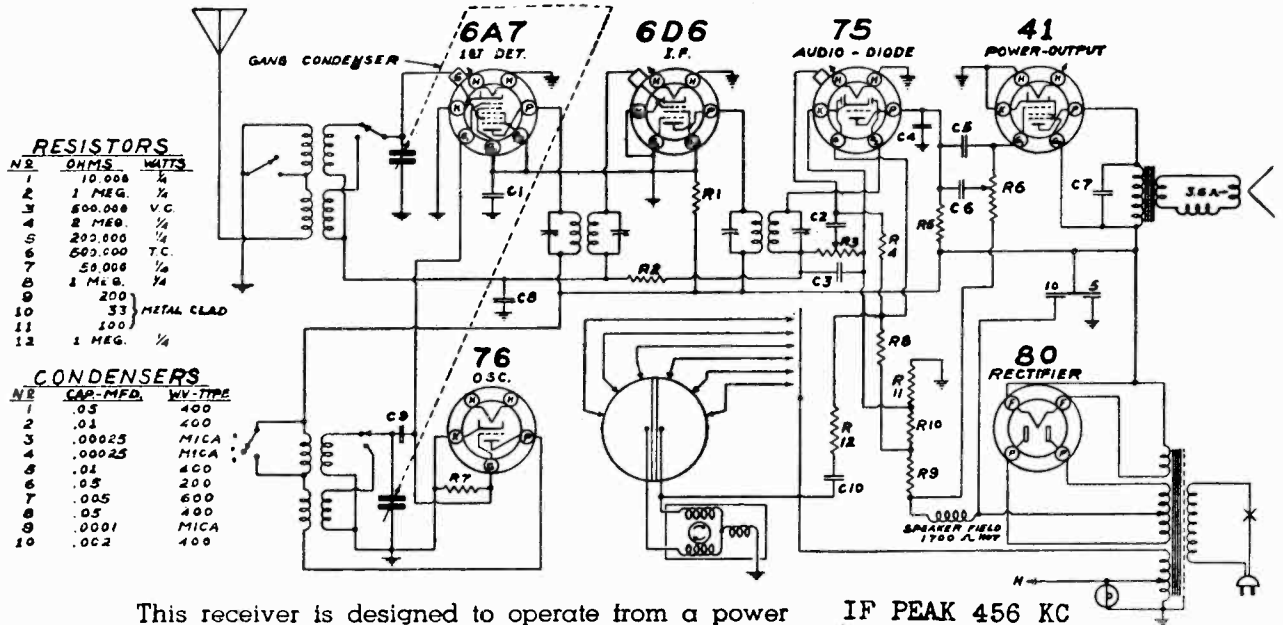 6A7
1ST DET.
6D6
I.F.
75
AUDIO - DIODE
41
POWER-OUTPUT
GANG CONDENSER
RESISTORS
Nº OHMS WATTS
1 10.000 ¼
2 1 MEG. ¼
3 500.000 V.C.
4 2 MEG. ¼
5 200,000 ¼
6 500.000 T.C.
7 50,000 ¼
8 1 MEG. ¼
9 200
10 33 METAL CLAD
11 100
12 1 MEG. ¼
CONDENSERS
Nº CAP.-MFD. WV-TYPE
1 .05 400
2 .01 400
3 .00025 MICA
4 .00025 MICA
5 .01 400
6 .05 200
7 .005 600
8 .05 400
9 .0001 MICA
10 .002 400
C1
R1
C2
R3
C3
R4
C4
C5
C6
R5
R6
C7
3.6 Ω
R2
C8
10
5
76
OSC.
C9
R7
R8
R11
R10
R9
R12
C10
SPEAKER FIELD
1700 Ω HOT
80
RECTIFIER
H
P
This receiver is designed to operate from a power
IF PEAK 456 KC